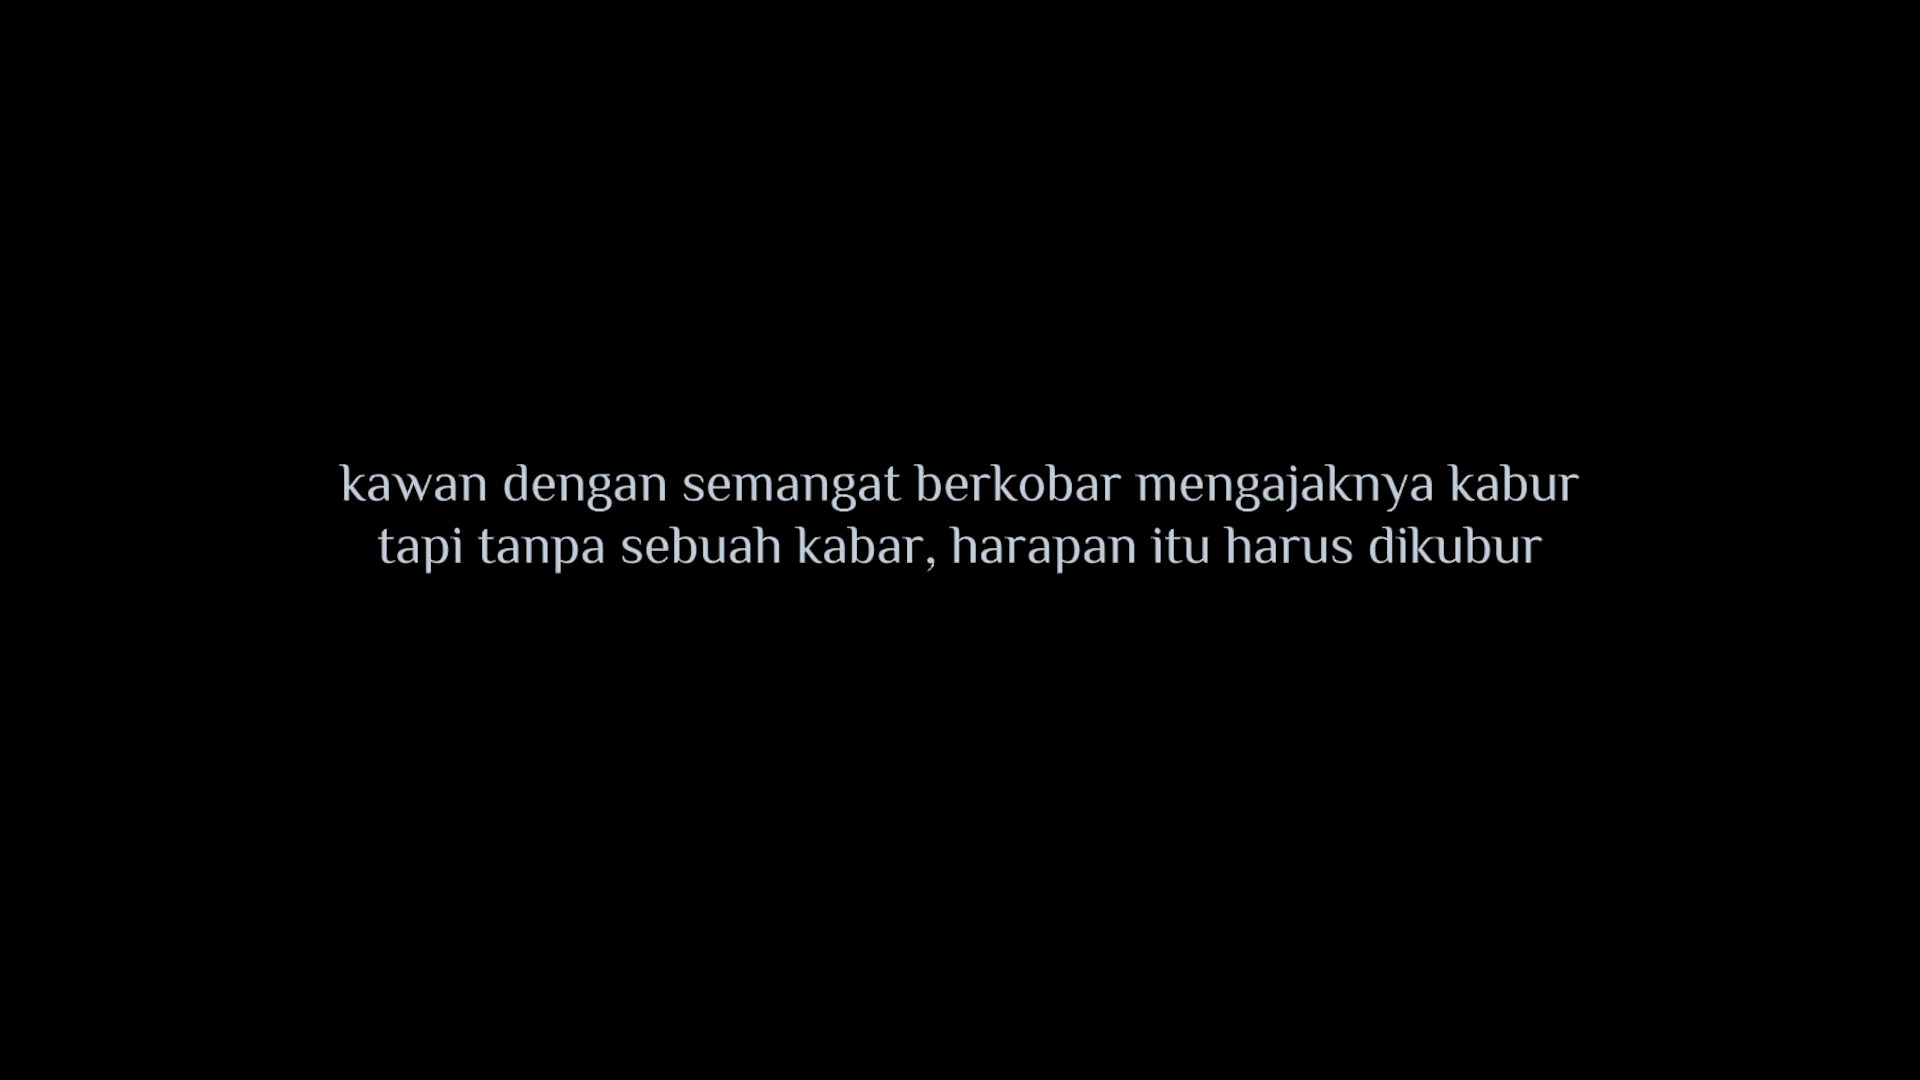 kawan dengan semangat berkobar mengajaknya kabur
tapi tanpa sebuah kabar, harapan itu harus dikubur